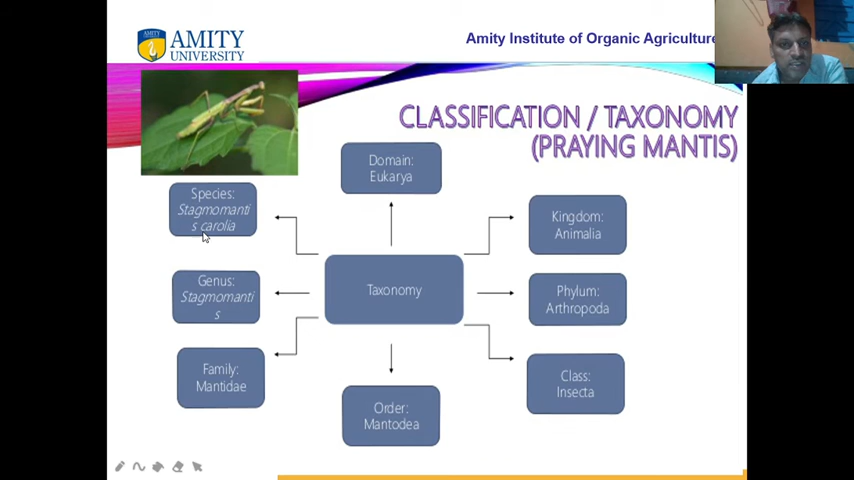 AMITY
AMITY
UNIVERSITY
Amity Institute of Organic Agriculture
CLASSIFICATION / TAXONOMY
(PRAYING MANTIS)
Domain:
Eukarya
Species:
Stagmomanti
s carolia
Kingdom:
Animalia
Taxonomy
Genus:
Stagmomanti
s
Phylum:
Arthropoda
Family:
Mantidae
Class:
Insecta
Order:
Mantodea